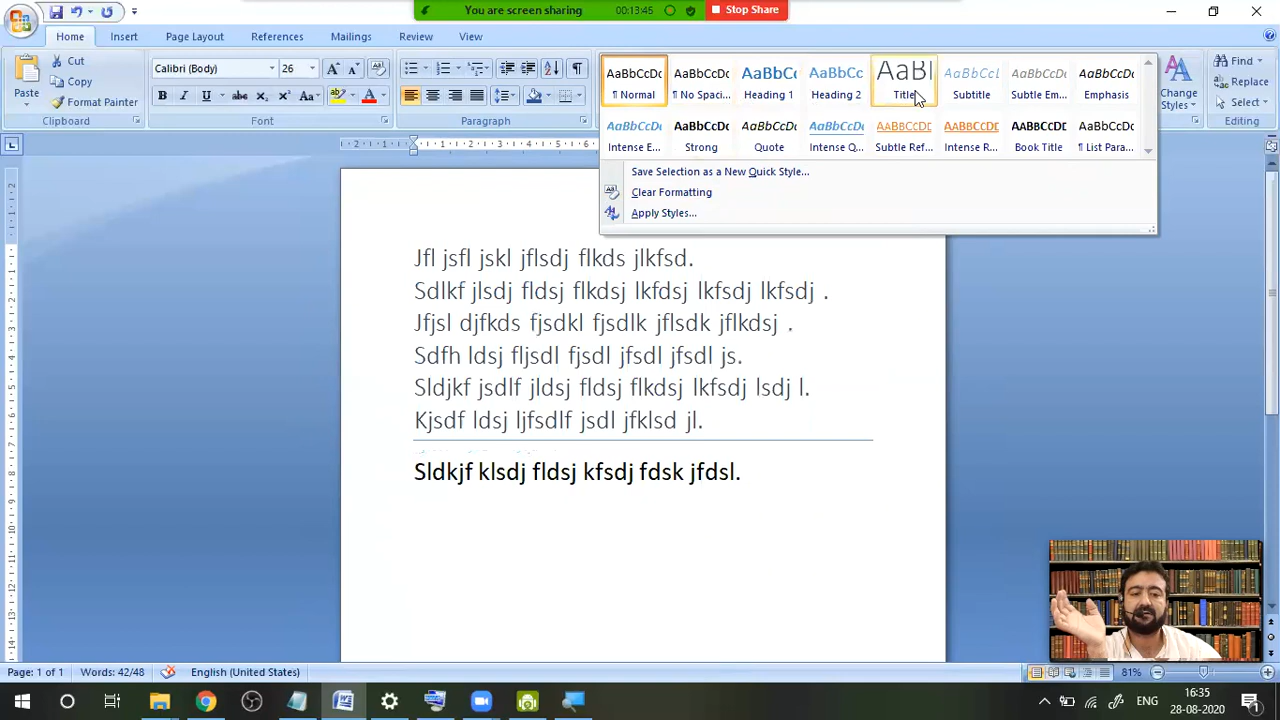 You are screen sharing 00:13:45 Stop Share
Home Insert Page Layout References Mailings Review View
Paste Cut Copy Format Painter Clipboard
Calibri (Body) 26 B I U abe Font
Paragraph
AaBbCcDc AaBbCcDc AaBbC AaBbCc AaBl AaBbCcL AaBbCcDc AaBbCcDc
¶ Normal ¶ No Spaci... Heading 1 Heading 2 Title Subtitle Subtle Em... Emphasis
AaBbCcDc AaBbCcDc AaBbCcDc AaBbCcDc AABBCCDE AABBCCDE AABBCCDE AaBbCcDc
Intense E... Strong Quote Intense Q... Subtle Ref... Intense R... Book Title ¶ List Para...
Save Selection as a New Quick Style...
Clear Formatting
Apply Styles...
Change Styles
Find Replace Select Editing
Jfl jsfl jskl jflsdj flkds jlkfsd.
Sdlkf jlsdj fldsj flkdsj lkfdsj lkfsdj lkfsdj .
Jfjsl djfkds fjsdkl fjsdlk jflsdk jflkdsj .
Sdfh ldsj fljsdl fjsdl jfsdl jfsdl js.
Sldjkf jsdlf jldsj fldsj flkdsj lkfsdj lsdj l.
Kjsdf ldsj ljfsdlf jsdl jfklsd jl.
Sldkjf klsdj fldsj kfsdj fdsk jfdsl.
Page: 1 of 1 Words: 42/48 English (United States) 81%
ENG 16:35
28-08-2020